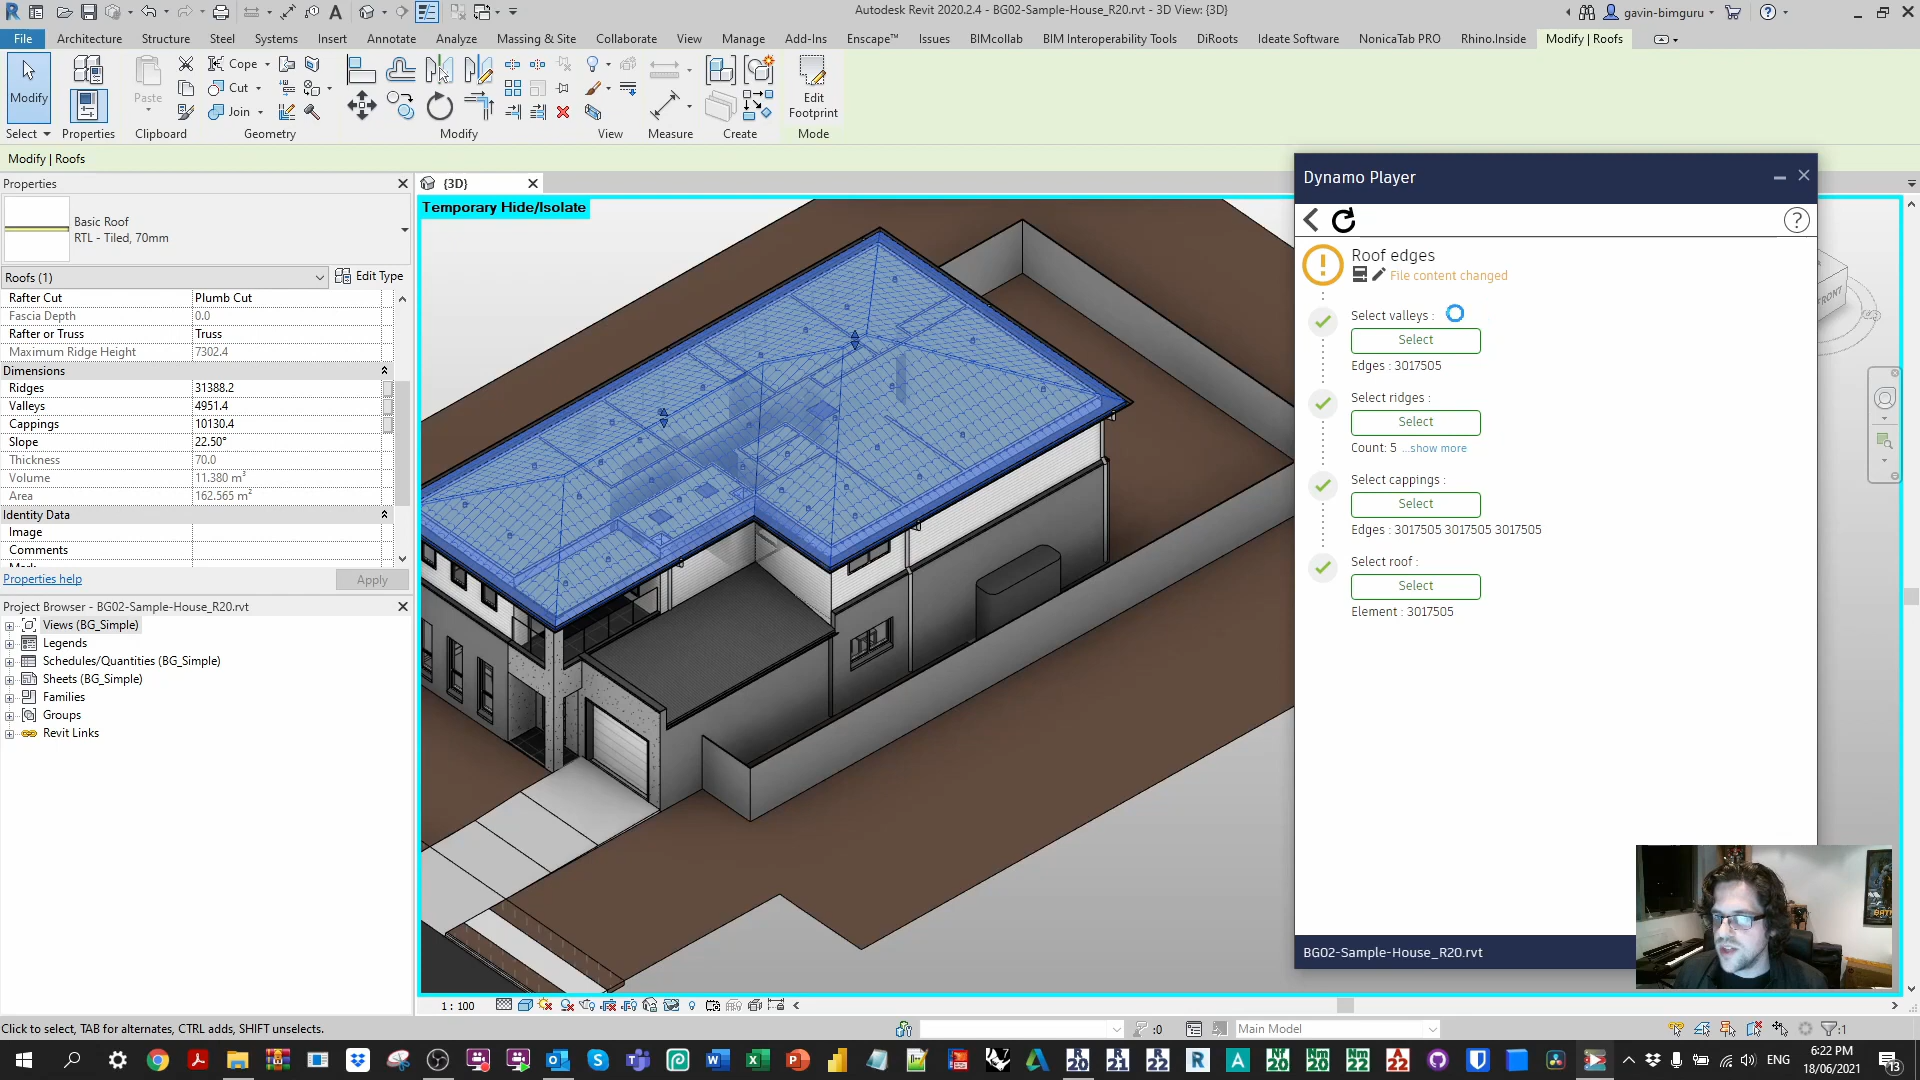 Autodesk Revit 2020.2.4 - BG02-Sample-House_R20.rvt - 3D View: {3D}
gavin-bimguru
File Architecture Structure Steel Systems Insert Annotate Analyze Massing & Site Collaborate View Manage Add-Ins Enscape™ Issues BIMcollab BIM Interoperability Tools DiRoots Ideate Software NonicaTab PRO Rhino.Inside Modify | Roofs
Modify
Paste
Cope
Cut
Join
Edit Footprint
Select Properties Clipboard Geometry Modify View Measure Create Mode
Modify | Roofs
Properties
{3D}
Temporary Hide/Isolate
Basic Roof
RTL - Tiled, 70mm
Roofs (1)
Edit Type
Rafter Cut Plumb Cut
Fascia Depth 0.0
Rafter or Truss Truss
Maximum Ridge Height 7302.4
Dimensions
Ridges 31388.2
Valleys 4951.4
Cappings 10130.4
Slope 22.50°
Thickness 70.0
Volume 11.380 m³
Area 162.565 m²
Identity Data
Image
Comments
Properties help
Apply
Project Browser - BG02-Sample-House_R20.rvt
Views (BG_Simple)
Legends
Schedules/Quantities (BG_Simple)
Sheets (BG_Simple)
Families
Groups
Revit Links
FRONT
Dynamo Player
Roof edges
File content changed
Select valleys :
Select
Edges : 3017505
Select ridges :
Select
Count: 5 ...show more
Select cappings :
Select
Edges : 3017505 3017505 3017505
Select roof :
Select
Element : 3017505
BG02-Sample-House_R20.rvt
1 : 100
Click to select, TAB for alternates, CTRL adds, SHIFT unselects.
:0
Main Model
:1
ENG
6:22 PM
18/06/2021
13